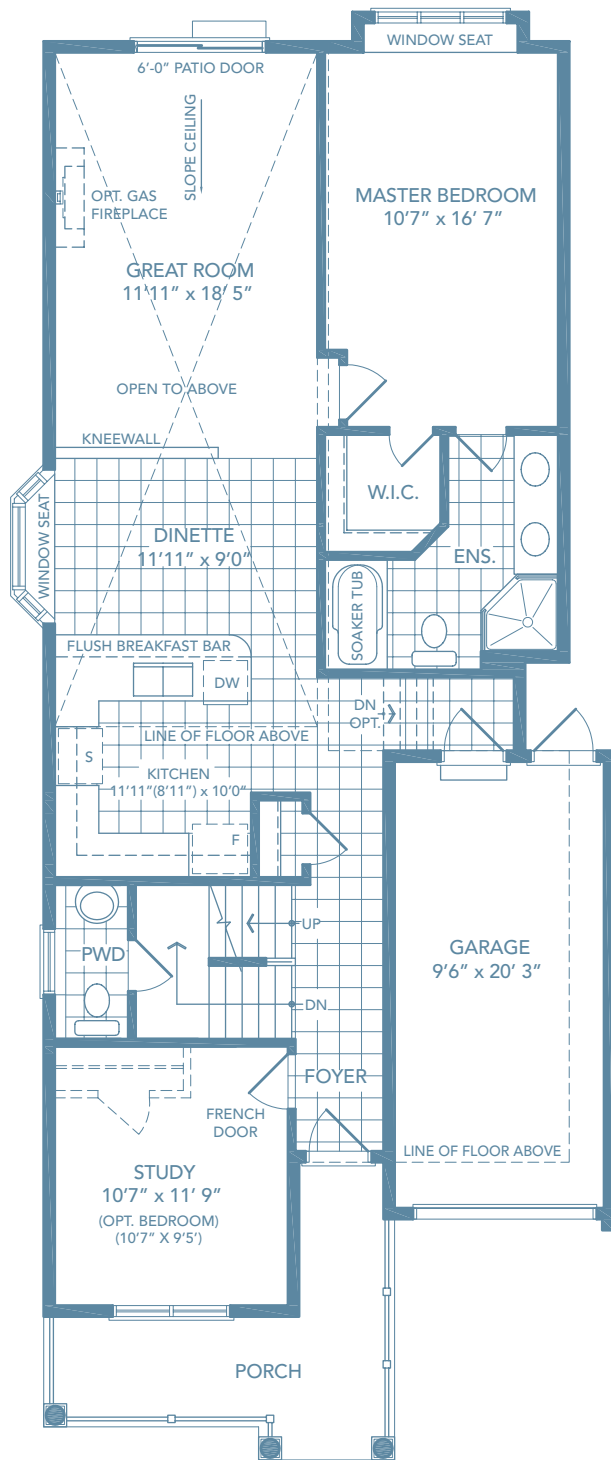 WINDOW SEAT
6'-0" PATIO DOOR
SLOPE CEILING
OPT. GAS
FIREPLACE
MASTER BEDROOM
10'7" x 16' 7"
GREAT ROOM
11'11" x 18' 5"
OPEN TO ABOVE
KNEEWALL
W.I.C.
WINDOW SEAT
DINETTE
11'11" x 9'0"
ENS.
SOAKER TUB
FLUSH BREAKFAST BAR
DW
DN
OPT.
LINE OF FLOOR ABOVE
S
KITCHEN
11'11"(8'11") x 10'0"
F
UP
PWD
GARAGE
9'6" x 20' 3"
DN
FOYER
FRENCH
DOOR
LINE OF FLOOR ABOVE
STUDY
10'7" x 11' 9"
(OPT. BEDROOM)
(10'7" X 9'5')
PORCH